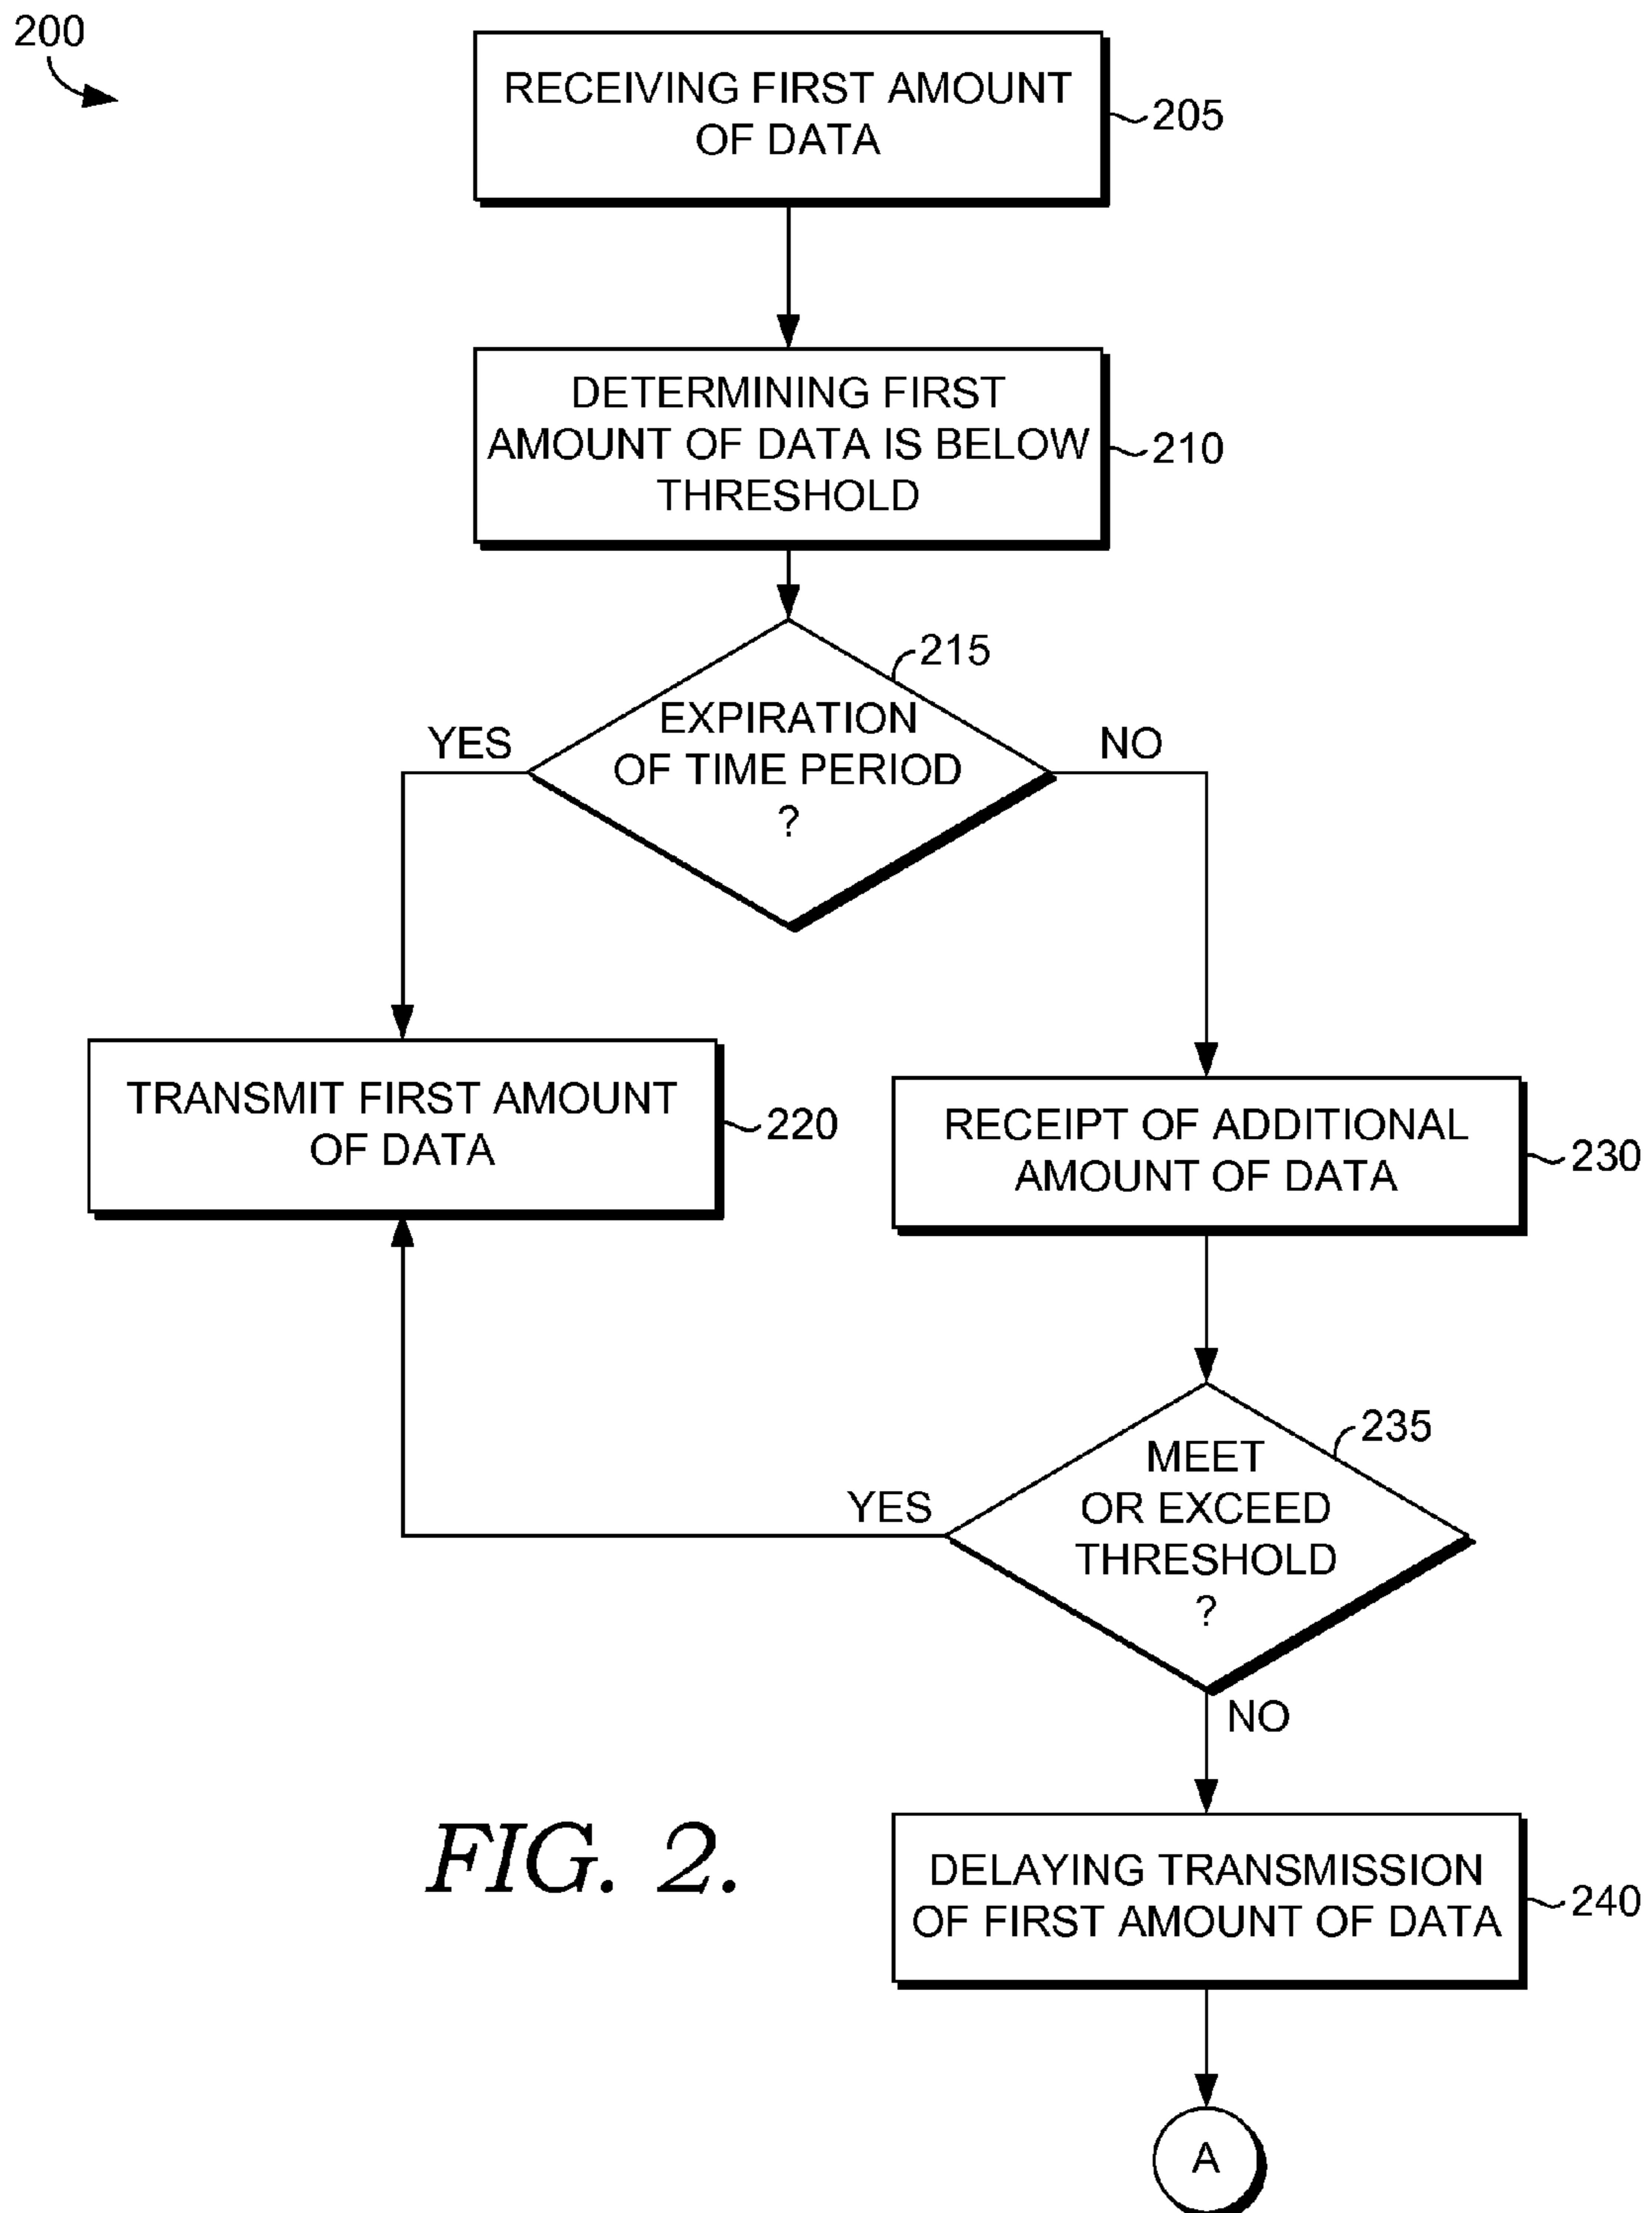 200
RECEIVING FIRST AMOUNT
OF DATA
205
DETERMINING FIRST
AMOUNT OF DATA IS BELOW
THRESHOLD
210
215
EXPIRATION
OF TIME PERIOD
?
YES
NO
TRANSMIT FIRST AMOUNT
OF DATA
220
RECEIPT OF ADDITIONAL
AMOUNT OF DATA
230
235
MEET
OR EXCEED
THRESHOLD
?
YES
NO
DELAYING TRANSMISSION
OF FIRST AMOUNT OF DATA
240
FIG. 2.
A